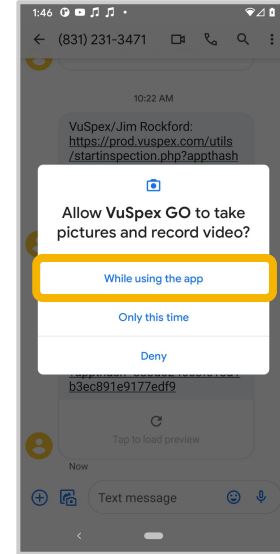 1:46
(831) 231-3471
10:22 AM
VuSpex/Jim Rockford:
https://prod.vuspex.com/utils
/startinspection.php?appthash
Allow VuSpex GO to take
pictures and record video?
While using the app
Only this time
Deny
b3ec891e9177edf9
Tap to load preview
Now
Text message